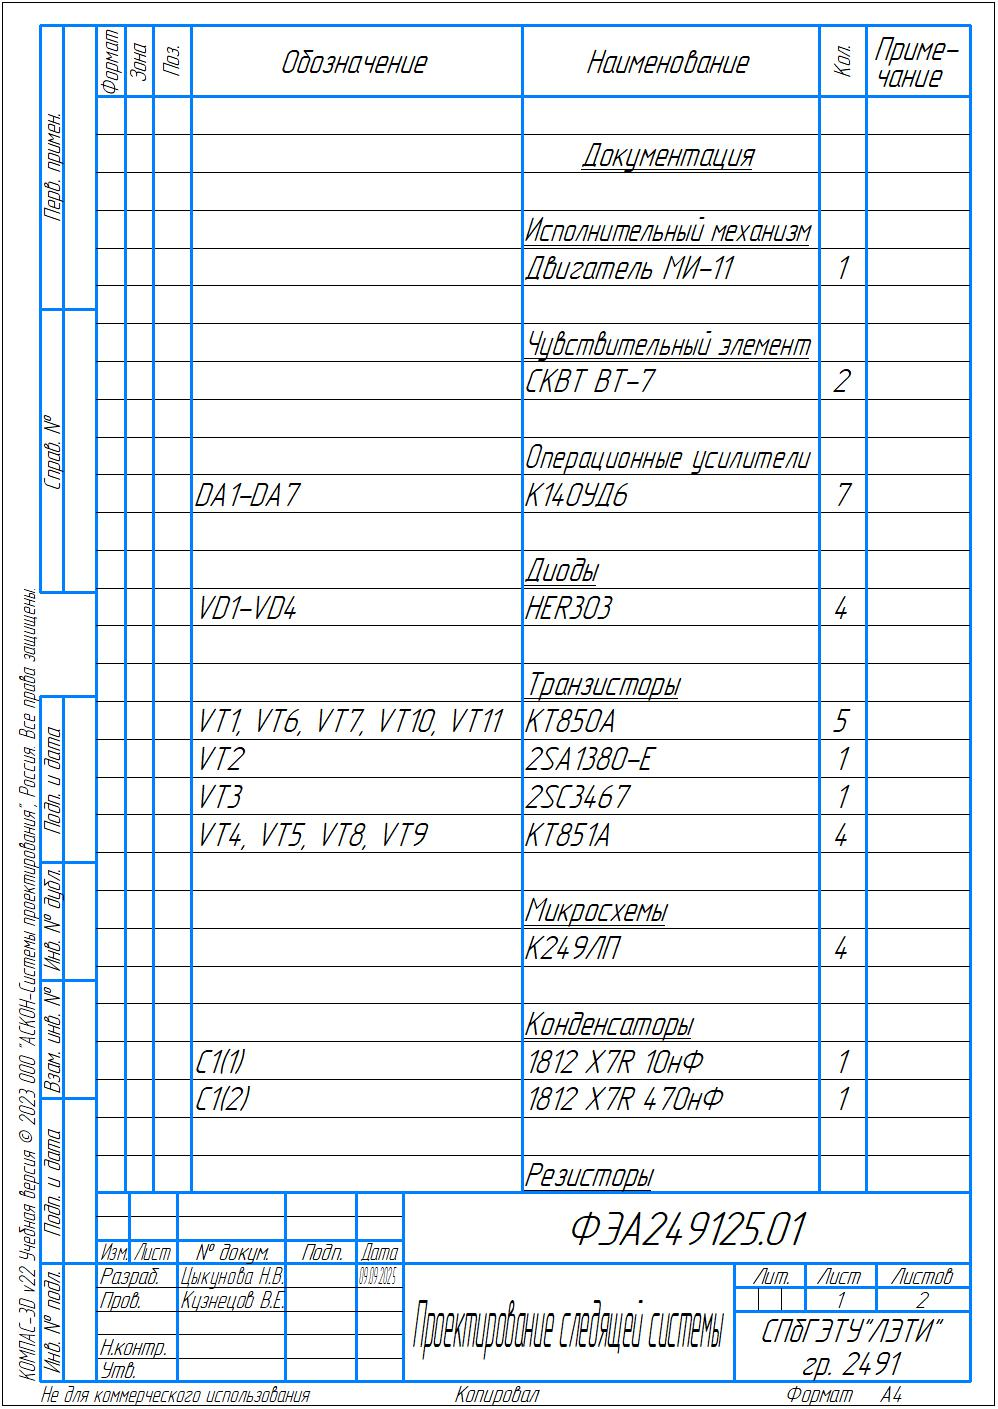 Формат Зона Поз. Обозначение Наименование Кол. Приме-
чание
Документация
Исполнительный механизм
Двигатель МИ-11 1
Чувствительный элемент
СКВТ ВТ-7 2
Операционные усилители
DA1-DA7 К140УД6 7
Диоды
VD1-VD4 HER303 4
Транзисторы
VT1, VT6, VT7, VT10, VT11 КТ850А 5
VT2 2SA1380-E 1
VT3 2SC3467 1
VT4, VT5, VT8, VT9 КТ851А 4
Микросхемы
К249ЛП 4
Конденсаторы
C1(1) 1812 X7R 10нФ 1
C1(2) 1812 X7R 470нФ 1
Резисторы
Перв. примен.
Справ. №
Подп. и дата
Инв. № дубл.
Взам. инв. №
Подп. и дата
Инв. № подл.
КОМПАС-3D v22 Учебная версия © 2023 ООО "АСКОН-Системы проектирования", Россия. Все права защищены.
ФЭА249125.01
Изм. Лист № докум. Подп. Дата
Разраб. Цыкунова Н.В. 09.09.2025
Пров. Кузнецов В.Е.
Н.контр.
Утв.
Проектирование следящей системы
Лит. Лист Листов
1 2
СПбГЭТУ"ЛЭТИ"
гр. 2491
Не для коммерческого использования Копировал Формат А4